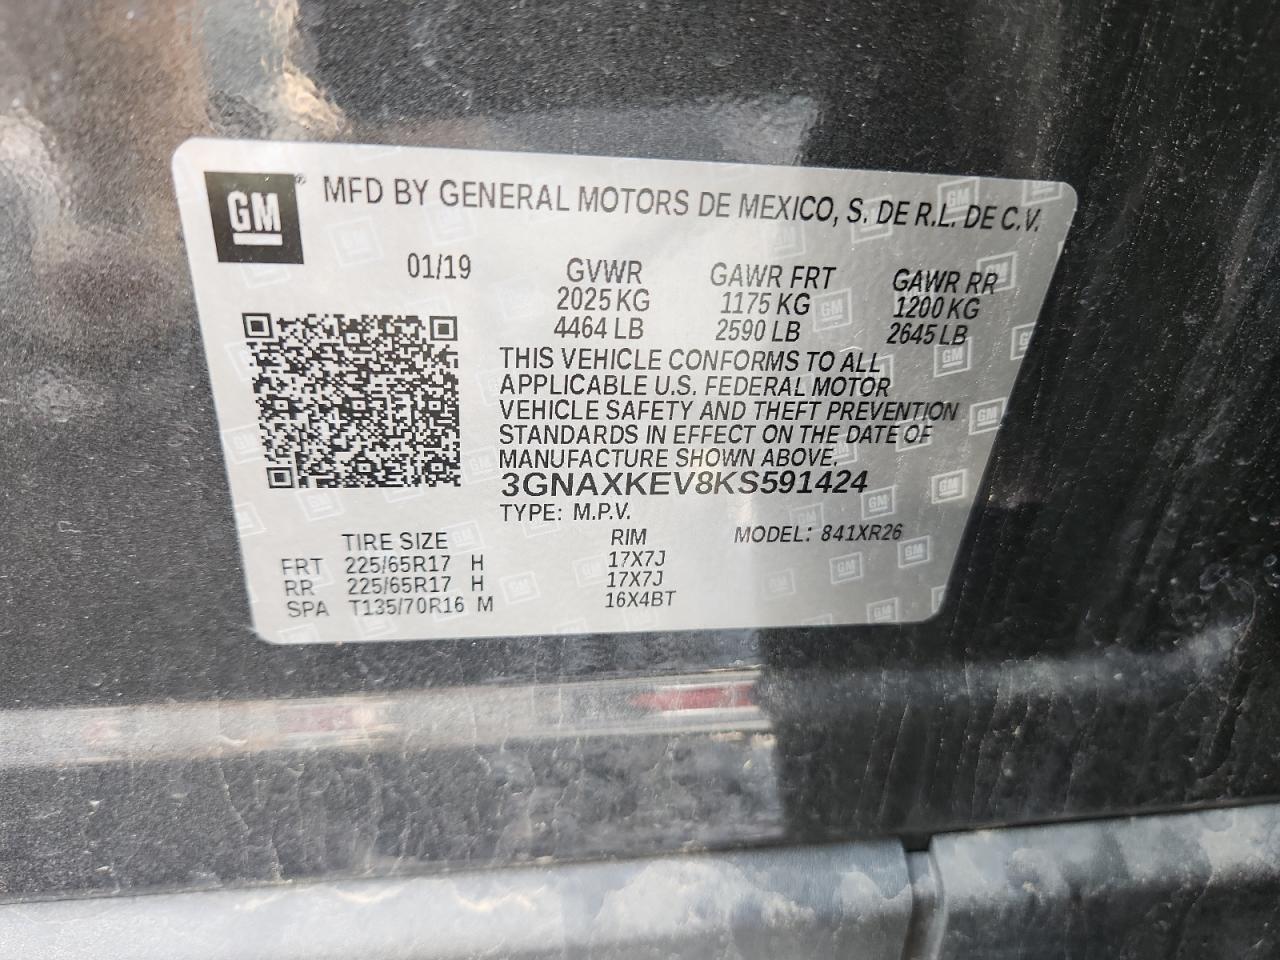 GM® MFD BY GENERAL MOTORS DE MEXICO, S. DE R.L. DE C.V.
01/19 GVWR GAWR FRT GAWR RR
2025 KG 1175 KG 1200 KG
4464 LB 2590 LB 2645 LB
THIS VEHICLE CONFORMS TO ALL
APPLICABLE U.S. FEDERAL MOTOR
VEHICLE SAFETY AND THEFT PREVENTION
STANDARDS IN EFFECT ON THE DATE OF
MANUFACTURE SHOWN ABOVE.
3GNAXKEV8KS591424
TYPE: M.P.V. MODEL: 841XR26
TIRE SIZE RIM
FRT 225/65R17 H 17X7J
RR 225/65R17 H 17X7J
SPA T135/70R16 M 16X4BT